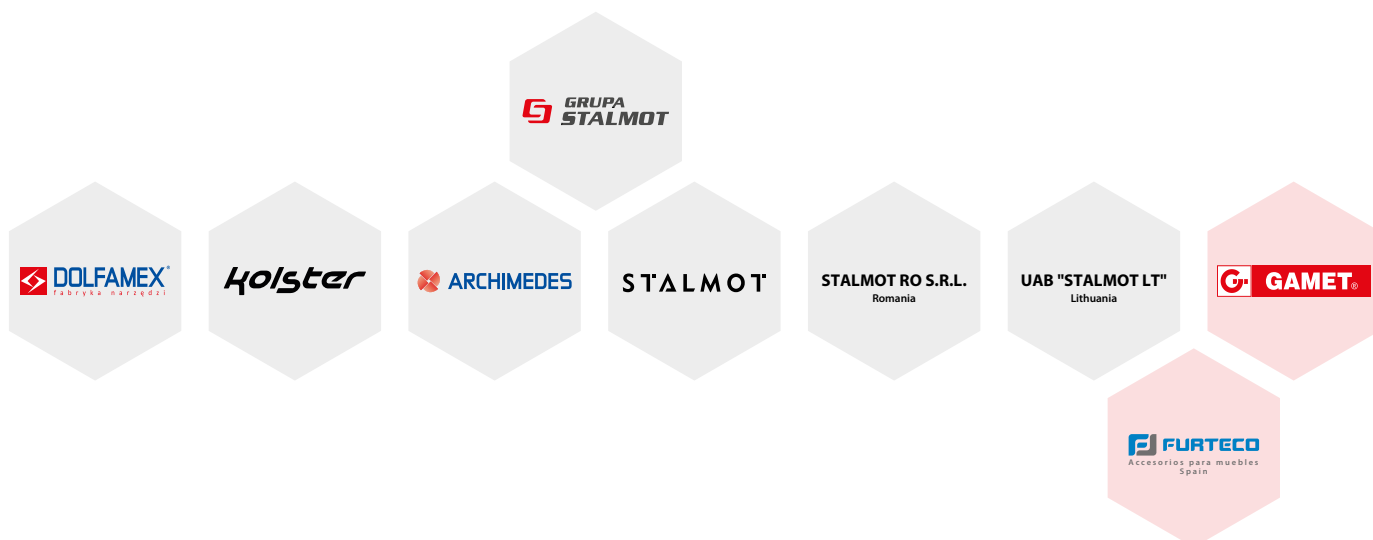 GRUPA
STALMOT
DOLFAMEX®
fabryka narzędzi
kolster
ARCHIMEDES
STALMOT
STALMOT RO S.R.L.
Romania
UAB "STALMOT LT"
Lithuania
G GAMET®
FURTECO
Accesorios para muebles
Spain